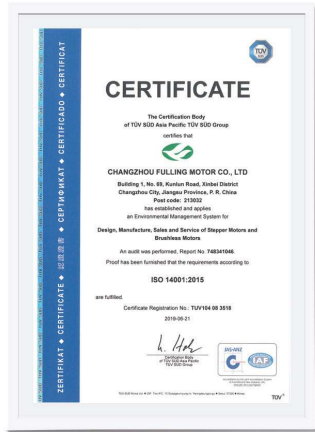 TÜV
CERTIFICATE
The Certification Body
of TÜV SÜD Asia Pacific TÜV SÜD Group
certifies that
CHANGZHOU FULLING MOTOR CO., LTD
Building 1, No. 69, Kunlun Road, Xinbei District
Changzhou City, Jiangsu Province, P. R. China
Post code: 213032
has established and applies
an Environmental Management System for
Design, Manufacture, Sales and Service of Stepper Motors and
Brushless Motors
An audit was performed, Report No. 748341046
Proof has been furnished that the requirements according to
ISO 14001:2015
are fulfilled.
Certificate Registration No.: TUV104 08 3518
2019-08-21
Certification Body
of TÜV SÜD Asia Pacific
TÜV SÜD Group
JAS-ANZ
IAF
TÜV®
ZERTIFIKAT ◆ CERTIFICATE ◆ 認證證書 ◆ СЕРТИФИКАТ ◆ CERTIFICADO ◆ CERTIFICAT